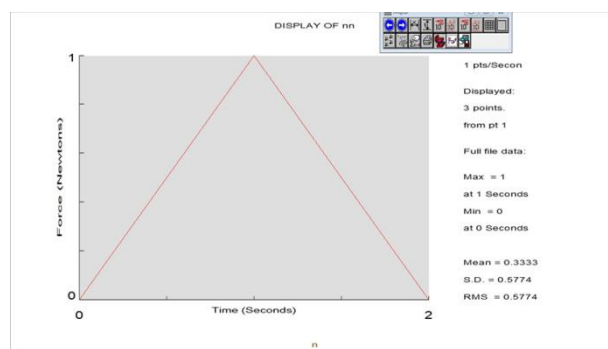 DISPLAY OF nn
1 pts/Secon
Displayed:
3 points.
from pt 1
Full file data:
Max = 1
at 1 Seconds
Min = 0
at 0 Seconds
Mean = 0.3333
S.D. = 0.5774
RMS = 0.5774
Force (Newtons)
1
0
0
Time (Seconds)
2
n